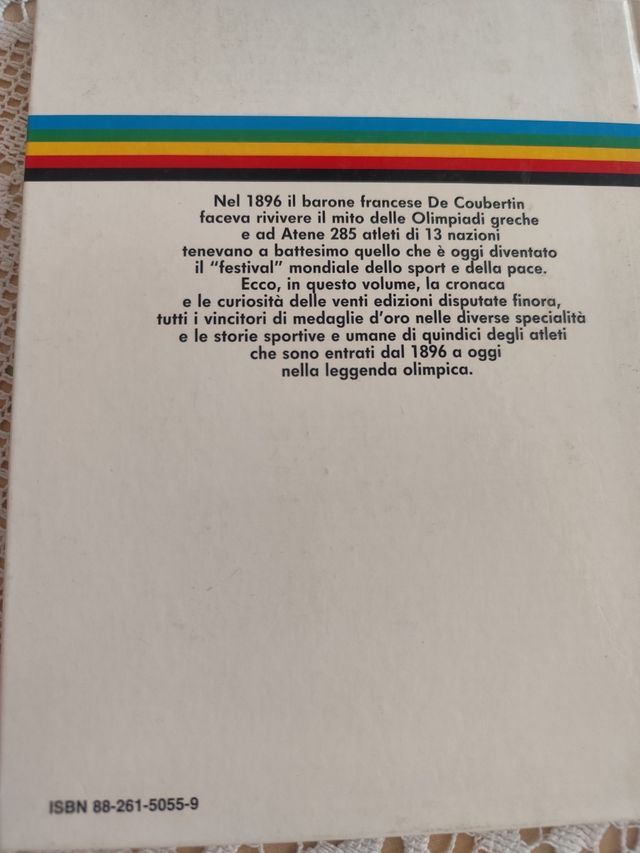 Nel 1896 il barone francese De Coubertin
faceva rivivere il mito delle Olimpiadi greche
e ad Atene 285 atleti di 13 nazioni
tenevano a battesimo quello che è oggi diventato
il “festival” mondiale dello sport e della pace.
Ecco, in questo volume, la cronaca
e le curiosità delle venti edizioni disputate finora,
tutti i vincitori di medaglie d’oro nelle diverse specialità
e le storie sportive e umane di quindici degli atleti
che sono entrati dal 1896 a oggi
nella leggenda olimpica.
ISBN 88-261-5055-9